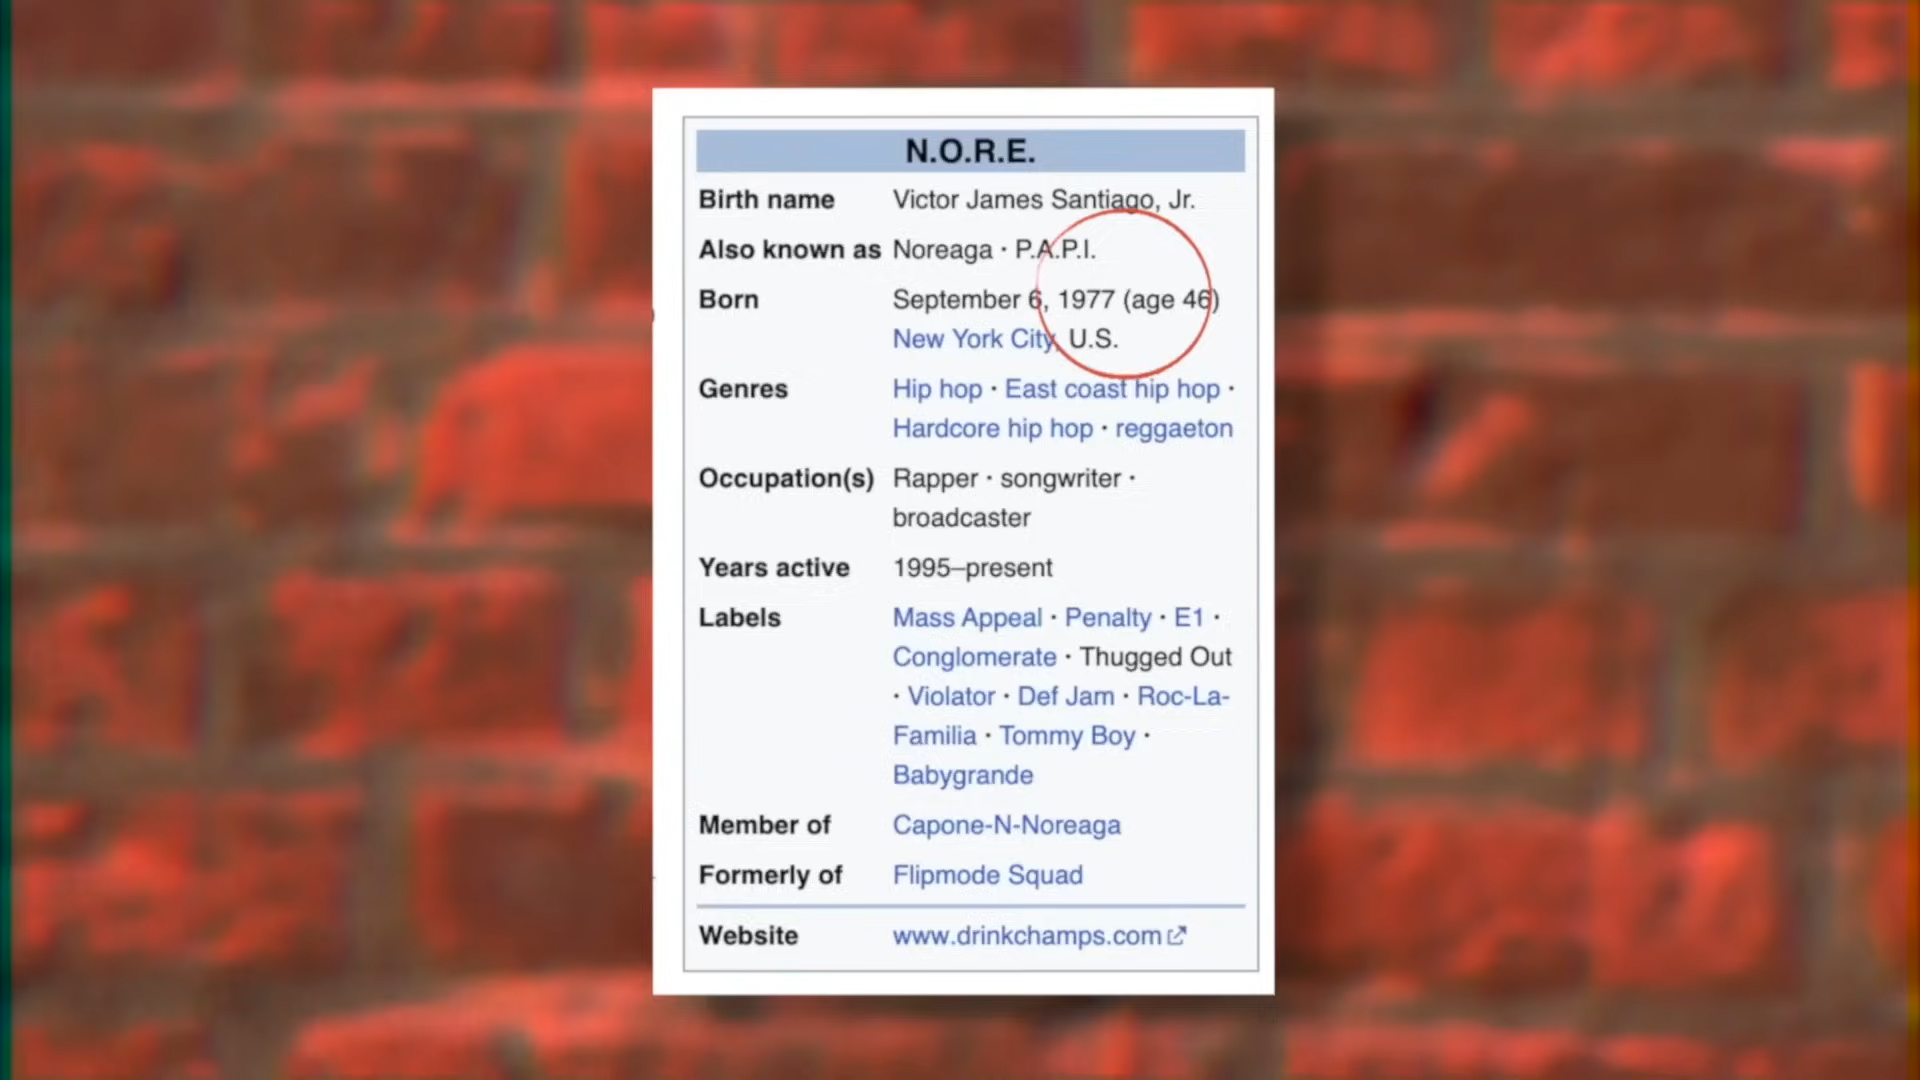 N.O.R.E.
Birth name Victor James Santiago, Jr.
Also known as Noreaga · P.A.P.I.
Born September 6, 1977 (age 46)
New York City, U.S.
Genres Hip hop · East coast hip hop ·
Hardcore hip hop · reggaeton
Occupation(s) Rapper · songwriter ·
broadcaster
Years active 1995–present
Labels Mass Appeal · Penalty · E1 ·
Conglomerate · Thugged Out
· Violator · Def Jam · Roc-La-
Familia · Tommy Boy ·
Babygrande
Member of Capone-N-Noreaga
Formerly of Flipmode Squad
Website www.drinkchamps.com